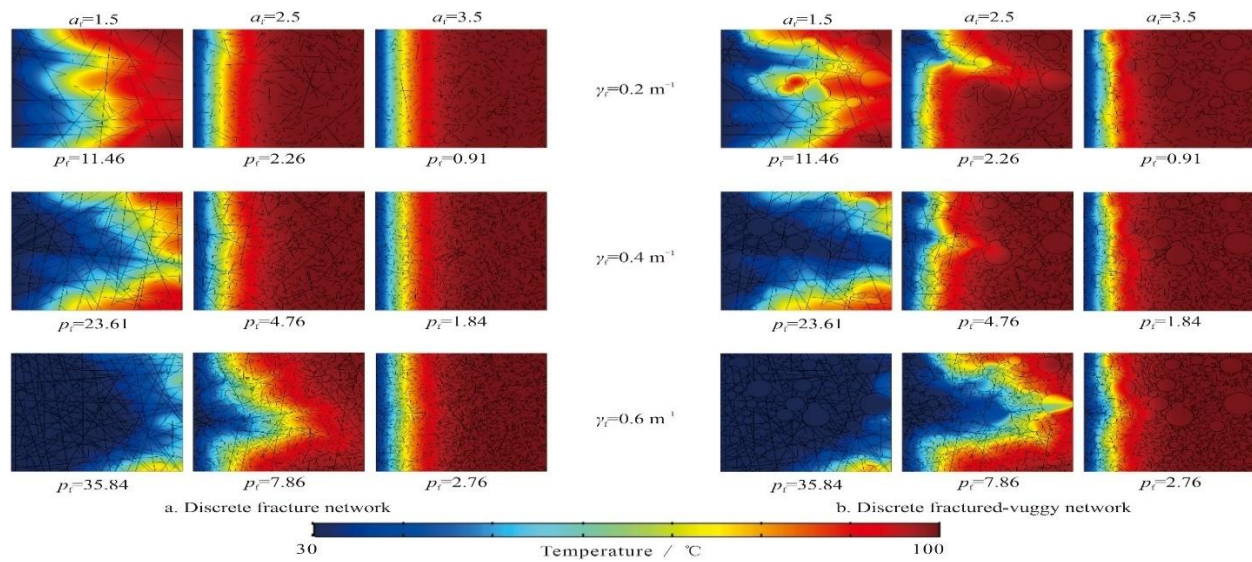 a_f=1.5 a_f=2.5 a_f=3.5 a_f=1.5 a_f=2.5 a_f=3.5
γ_f=0.2 m⁻¹
p_f=11.46 p_f=2.26 p_f=0.91 p_f=11.46 p_f=2.26 p_f=0.91
γ_f=0.4 m⁻¹
p_f=23.61 p_f=4.76 p_f=1.84 p_f=23.61 p_f=4.76 p_f=1.84
γ_f=0.6 m⁻¹
p_f=35.84 p_f=7.86 p_f=2.76 p_f=35.84 p_f=7.86 p_f=2.76
a. Discrete fracture network b. Discrete fractured-vuggy network
30 Temperature / ℃ 100